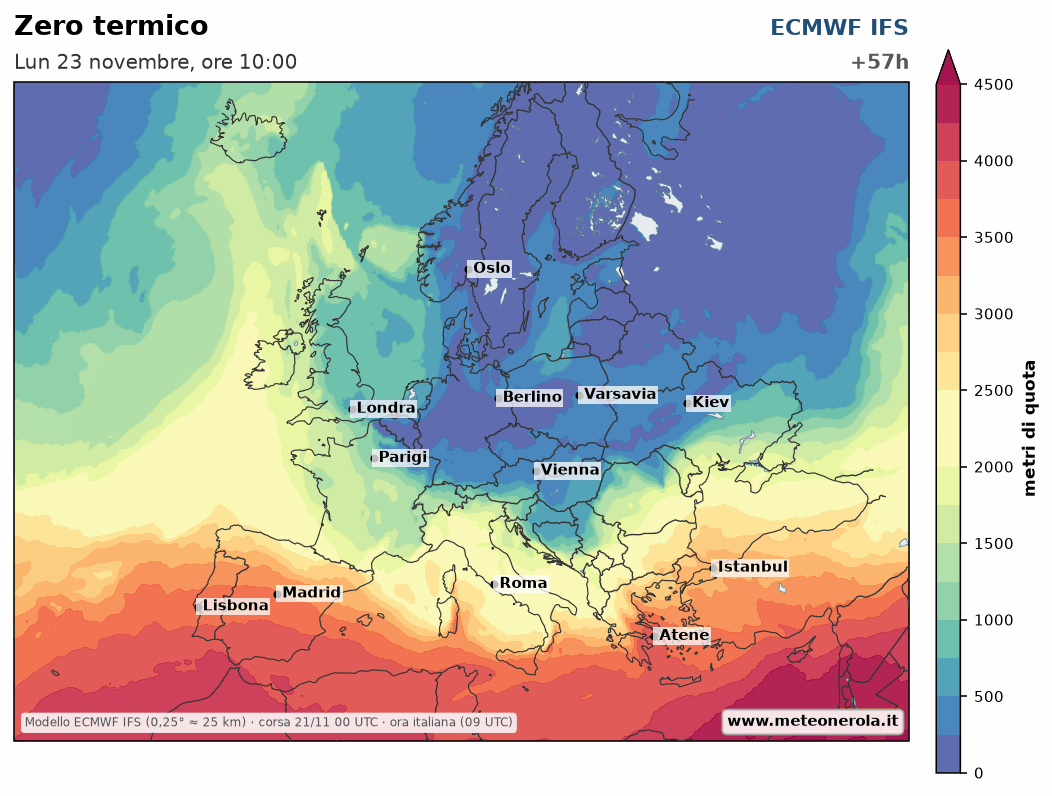 Zero termico
ECMWF IFS
Lun 23 novembre, ore 10:00
+57h
Oslo
Berlino
Varsavia
Kiev
Londra
Parigi
Vienna
Istanbul
Roma
Madrid
Lisbona
Atene
Modello ECMWF IFS (0,25° ≈ 25 km) · corsa 21/11 00 UTC · ora italiana (09 UTC)
www.meteonerola.it
4500
4000
3500
3000
2500
2000
1500
1000
500
0
metri di quota